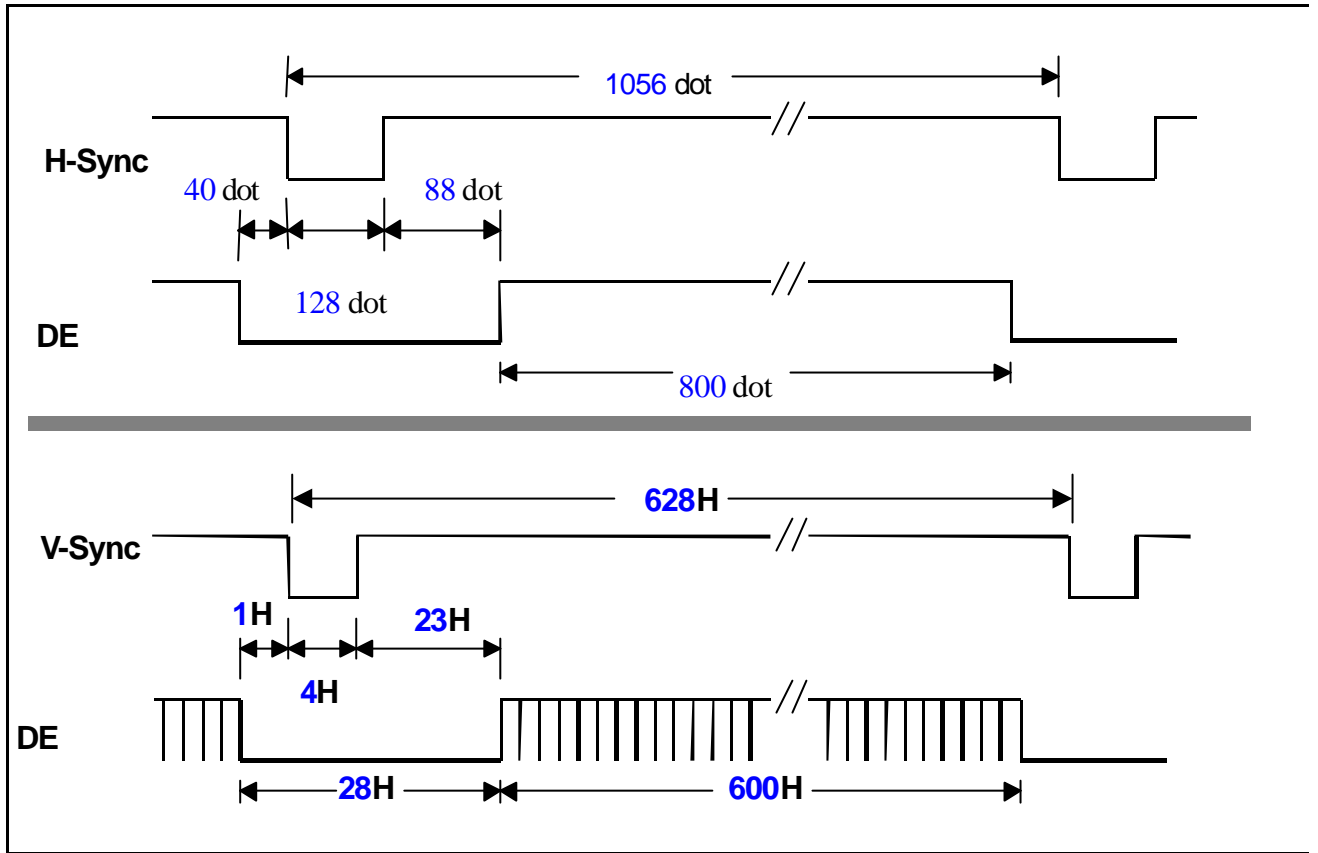 1056 dot
H-Sync
40 dot
88 dot
128 dot
DE
800 dot
628H
V-Sync
1H
23H
4H
DE
28H
600H